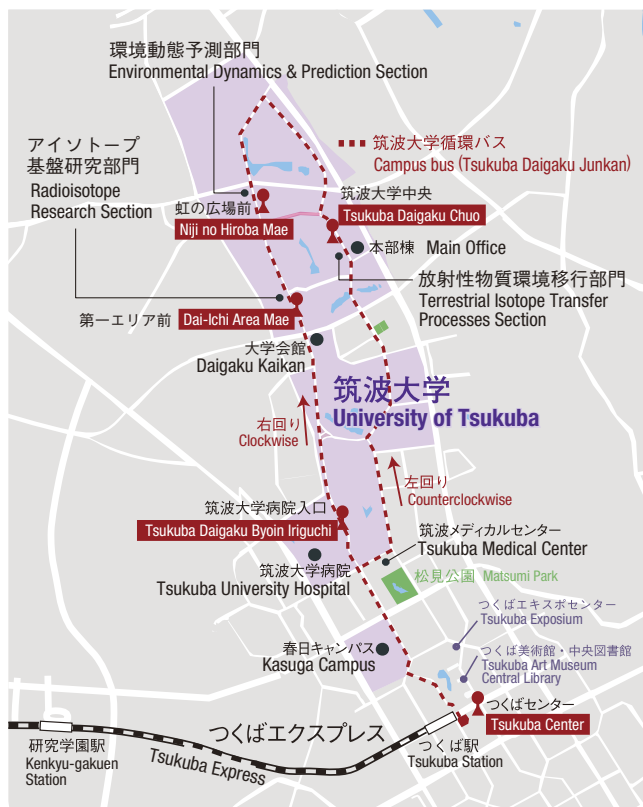 環境動態予測部門
Environmental Dynamics & Prediction Section
アイソトープ
基盤研究部門
Radioisotope
Research Section
筑波大学循環バス
Campus bus (Tsukuba Daigaku Junkan)
虹の広場前
Niji no Hiroba Mae
筑波大学中央
Tsukuba Daigaku Chuo
本部棟 Main Office
放射性物質環境移行部門
Terrestrial Isotope Transfer
Processes Section
第一エリア前 Dai-Ichi Area Mae
大学会館
Daigaku Kaikan
筑波大学
University of Tsukuba
右回り
Clockwise
左回り
Counterclockwise
筑波大学病院入口
Tsukuba Daigaku Byoin Iriguchi
筑波メディカルセンター
Tsukuba Medical Center
筑波大学病院
Tsukuba University Hospital
松見公園 Matsumi Park
つくばエキスポセンター
Tsukuba Exposium
春日キャンパス
Kasuga Campus
つくば美術館・中央図書館
Tsukuba Art Museum
Central Library
つくばセンター
Tsukuba Center
つくばエクスプレス
Tsukuba Express
つくば駅
Tsukuba Station
研究学園駅
Kenkyu-gakuen
Station